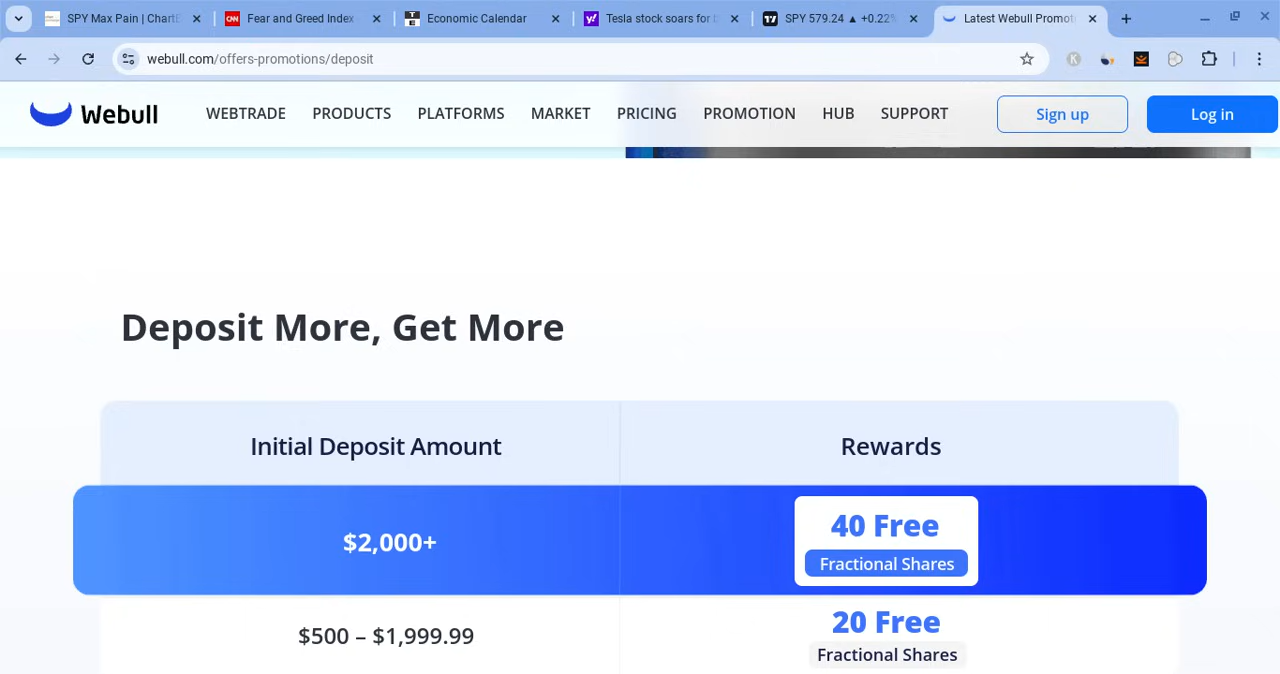 SPY Max Pain | Chart
Fear and Greed Index
Economic Calendar
Tesla stock soars for
SPY 579.24 ▲ +0.22%
Latest Webull Promot
webull.com/offers-promotions/deposit
Webull
WEBTRADE
PRODUCTS
PLATFORMS
MARKET
PRICING
PROMOTION
HUB
SUPPORT
Sign up
Log in
Deposit More, Get More
Initial Deposit Amount
Rewards
$2,000+
40 Free
Fractional Shares
$500 – $1,999.99
20 Free
Fractional Shares